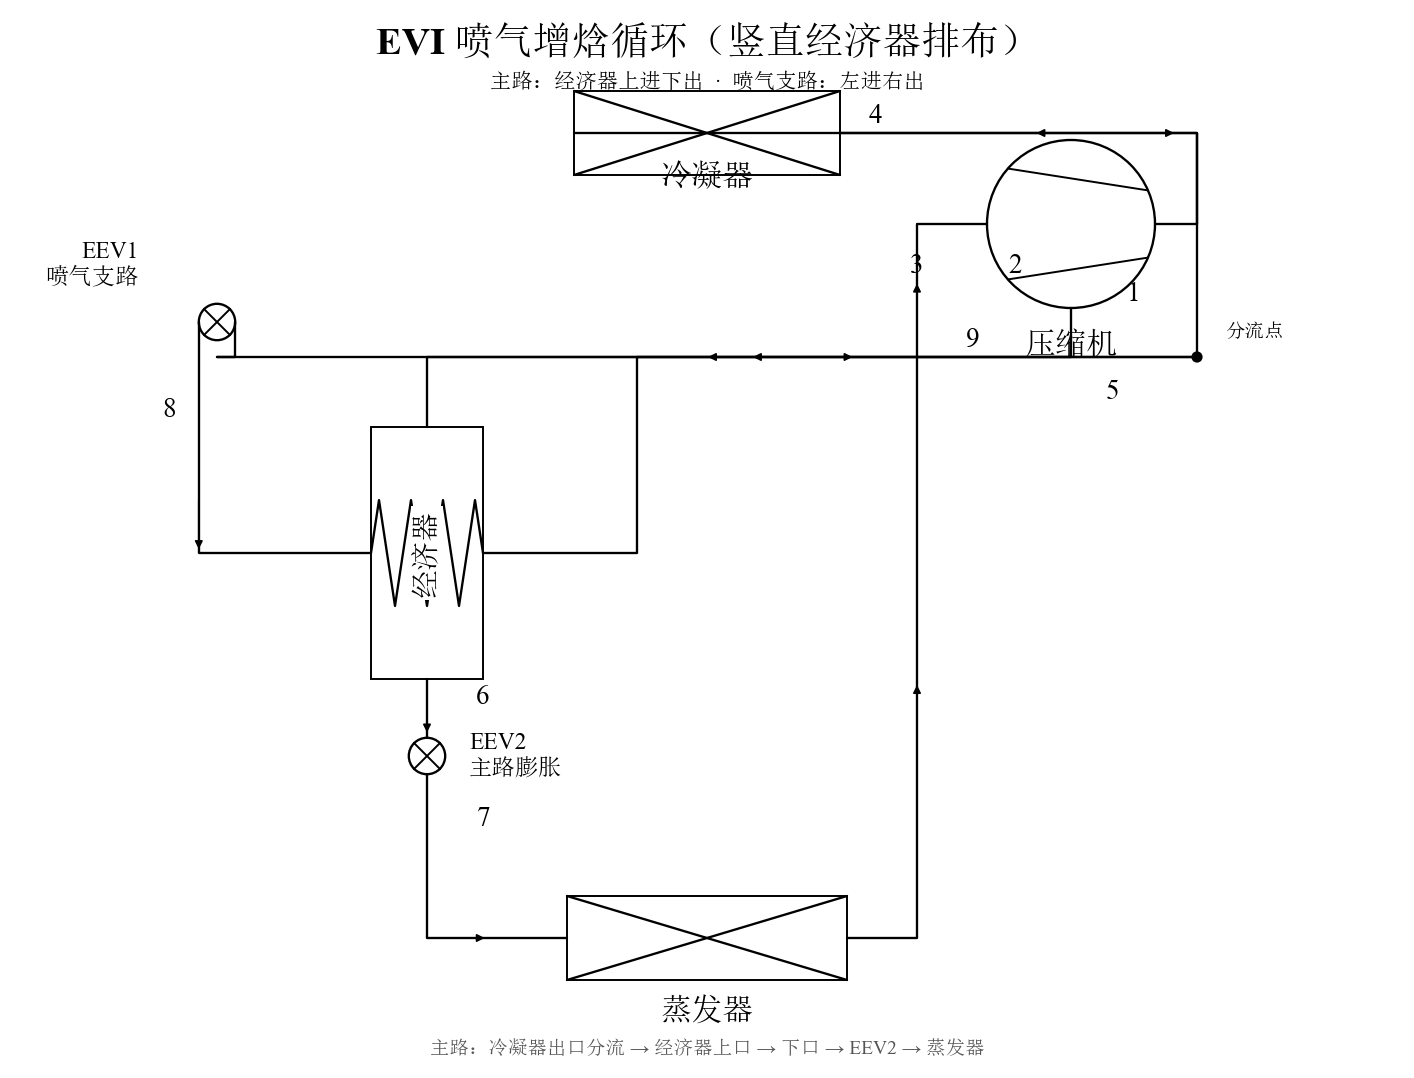 EVI 喷气增焓循环（竖直经济器排布）
主路：经济器上进下出 · 喷气支路：左进右出
4
冷凝器
EEV1
喷气支路
3
2
1
分流点
9
压缩机
5
8
经济器
6
EEV2
主路膨胀
7
蒸发器
主路：冷凝器出口分流 → 经济器上口 → 下口 → EEV2 → 蒸发器